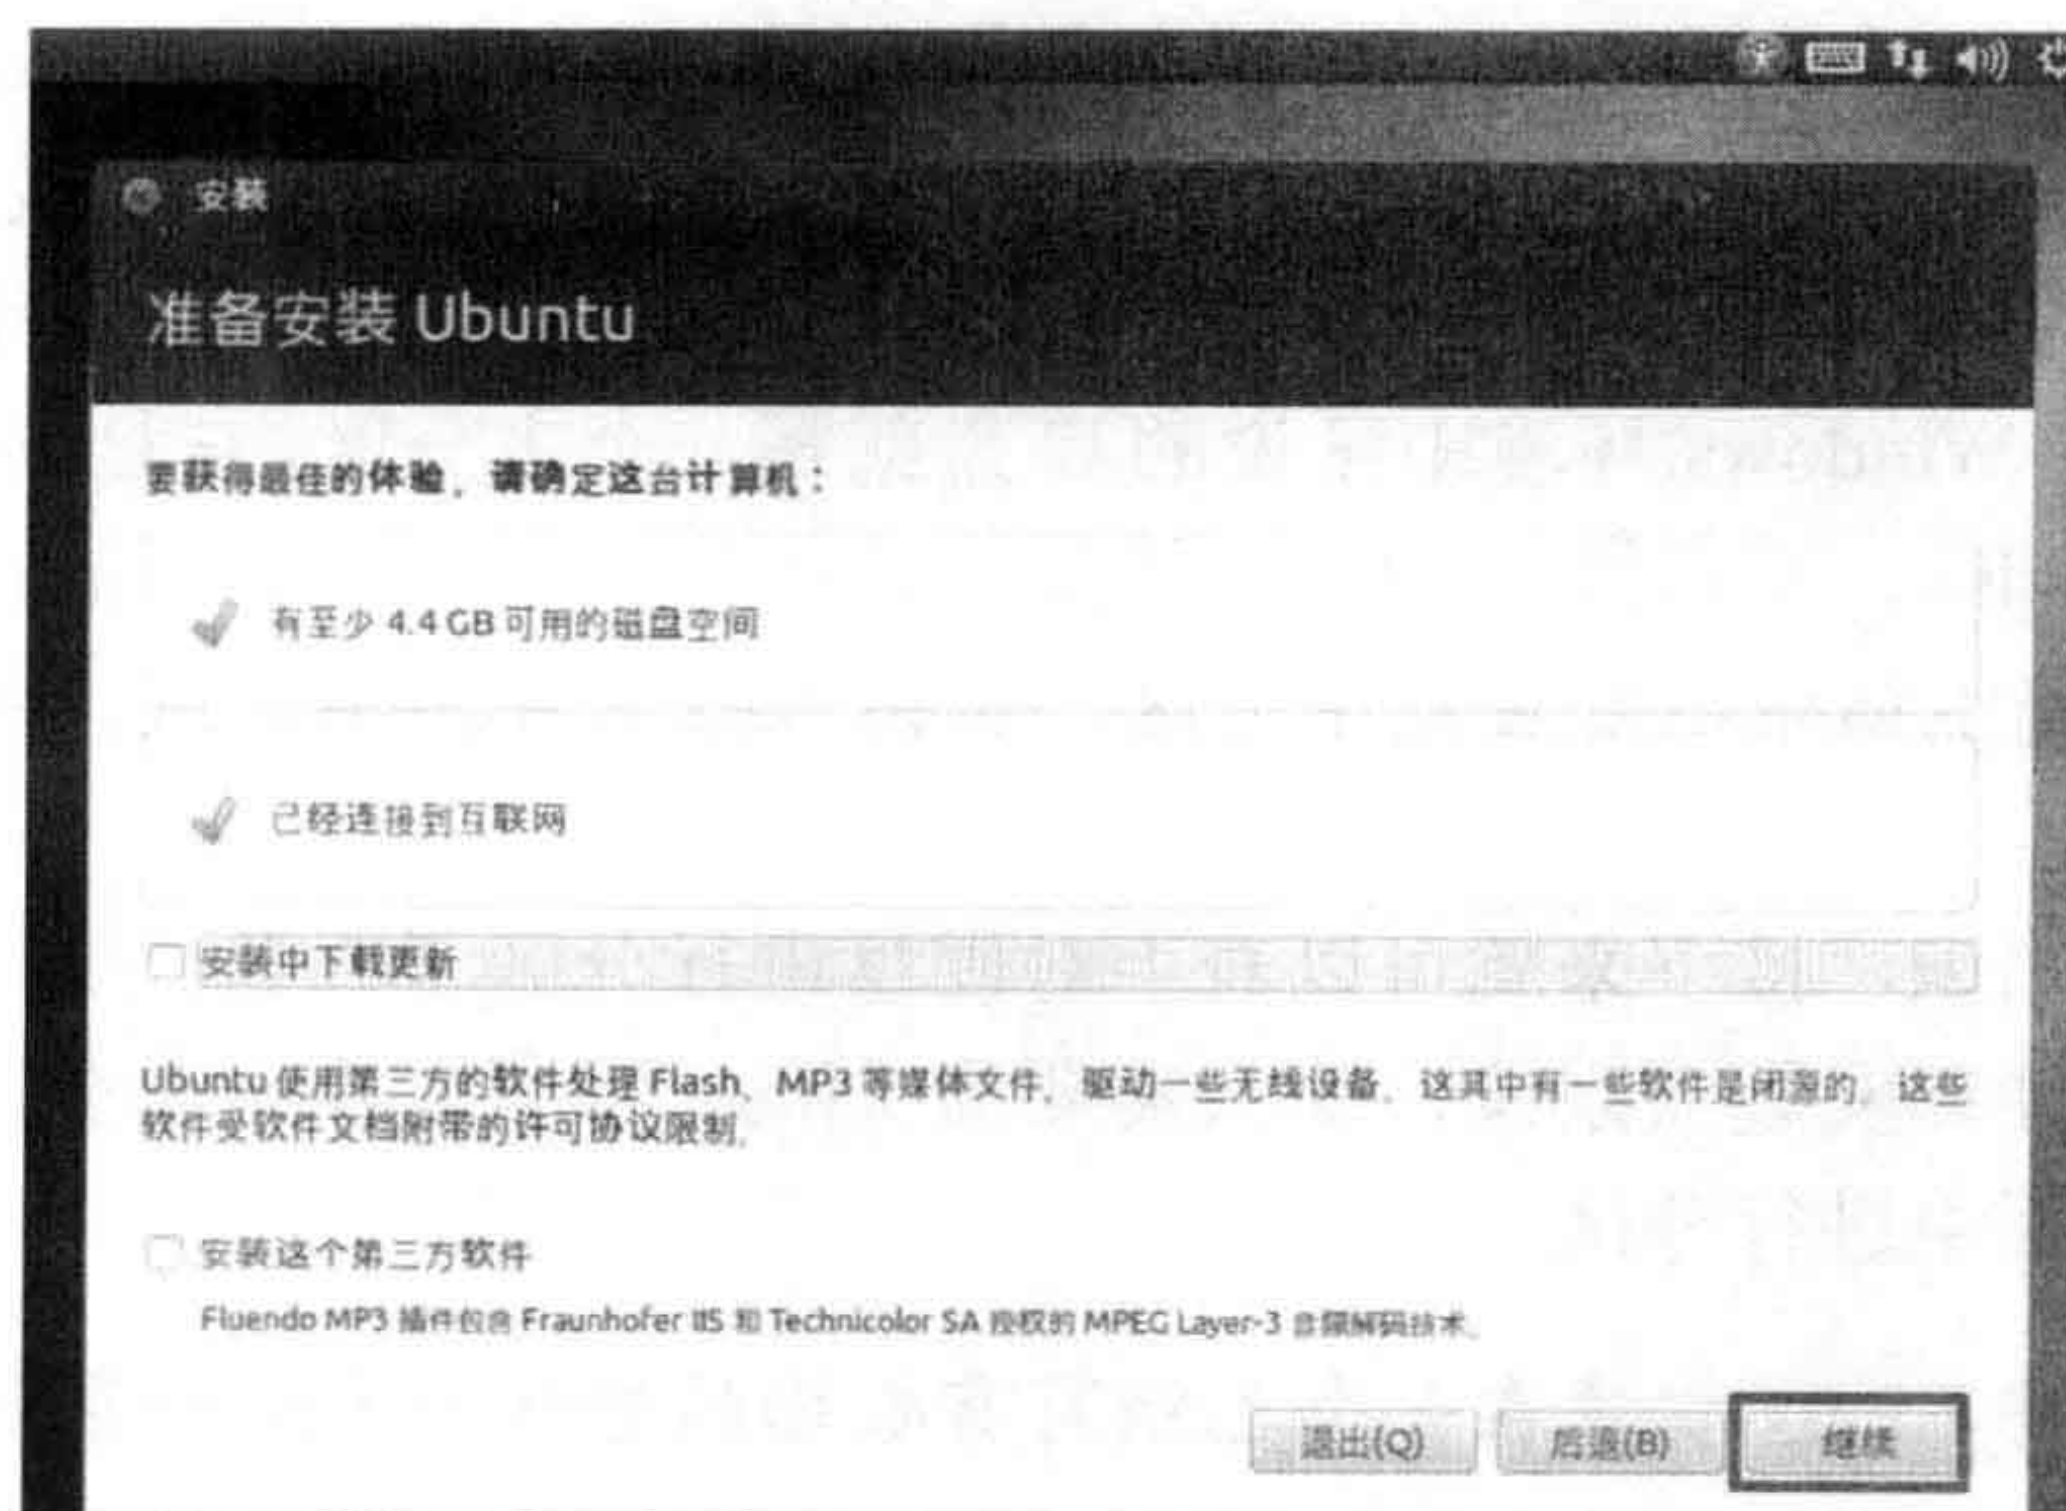 安装
准备安装 Ubuntu
要获得最佳的体验，请确定这台计算机：
有至少 4.4 GB 可用的磁盘空间
已经连接到互联网
安装中下载更新
Ubuntu 使用第三方的软件处理 Flash、MP3 等媒体文件，驱动一些无线设备。这其中有一些软件是闭源的。这些
软件受软件文档附带的许可协议限制。
安装这个第三方软件
Fluendo MP3 插件包含 Fraunhofer IIS 和 Technicolor SA 授权的 MPEG Layer-3 音频解码技术。
退出(Q) 后退(B) 继续